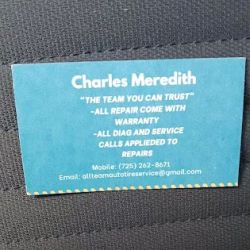 Charles Meredith
"THE TEAM YOU CAN TRUST"
-ALL REPAIR COME WITH
WARRANTY
-ALL DIAG AND SERVICE
CALLS APPLIEDED TO
REPAIRS
Mobile: (725) 262-8671
Email: allteamautotireservice@gmail.com